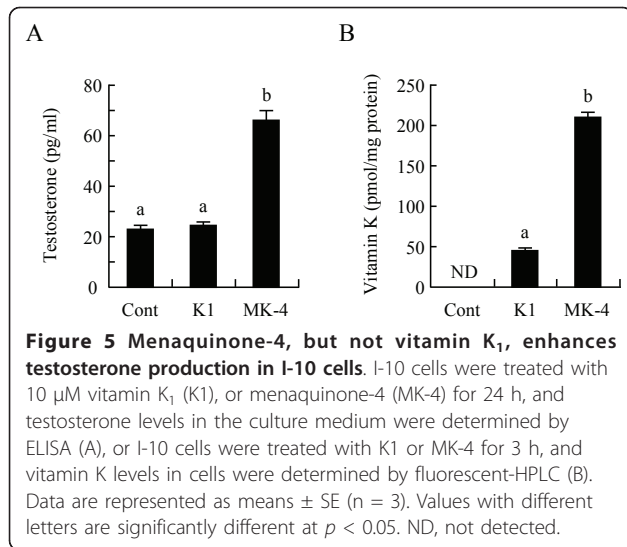 A
B
80
60
40
20
0
Testosterone (pg/ml)
a
a
b
Cont
K1
MK-4
250
200
150
100
50
0
Vitamin K (pmol/mg protein)
ND
a
b
Cont
K1
MK-4
Figure 5 Menaquinone-4, but not vitamin K₁, enhances
testosterone production in I-10 cells. I-10 cells were treated with
10 μM vitamin K₁ (K1), or menaquinone-4 (MK-4) for 24 h, and
testosterone levels in the culture medium were determined by
ELISA (A), or I-10 cells were treated with K1 or MK-4 for 3 h, and
vitamin K levels in cells were determined by fluorescent-HPLC (B).
Data are represented as means ± SE (n = 3). Values with different
letters are significantly different at p < 0.05. ND, not detected.